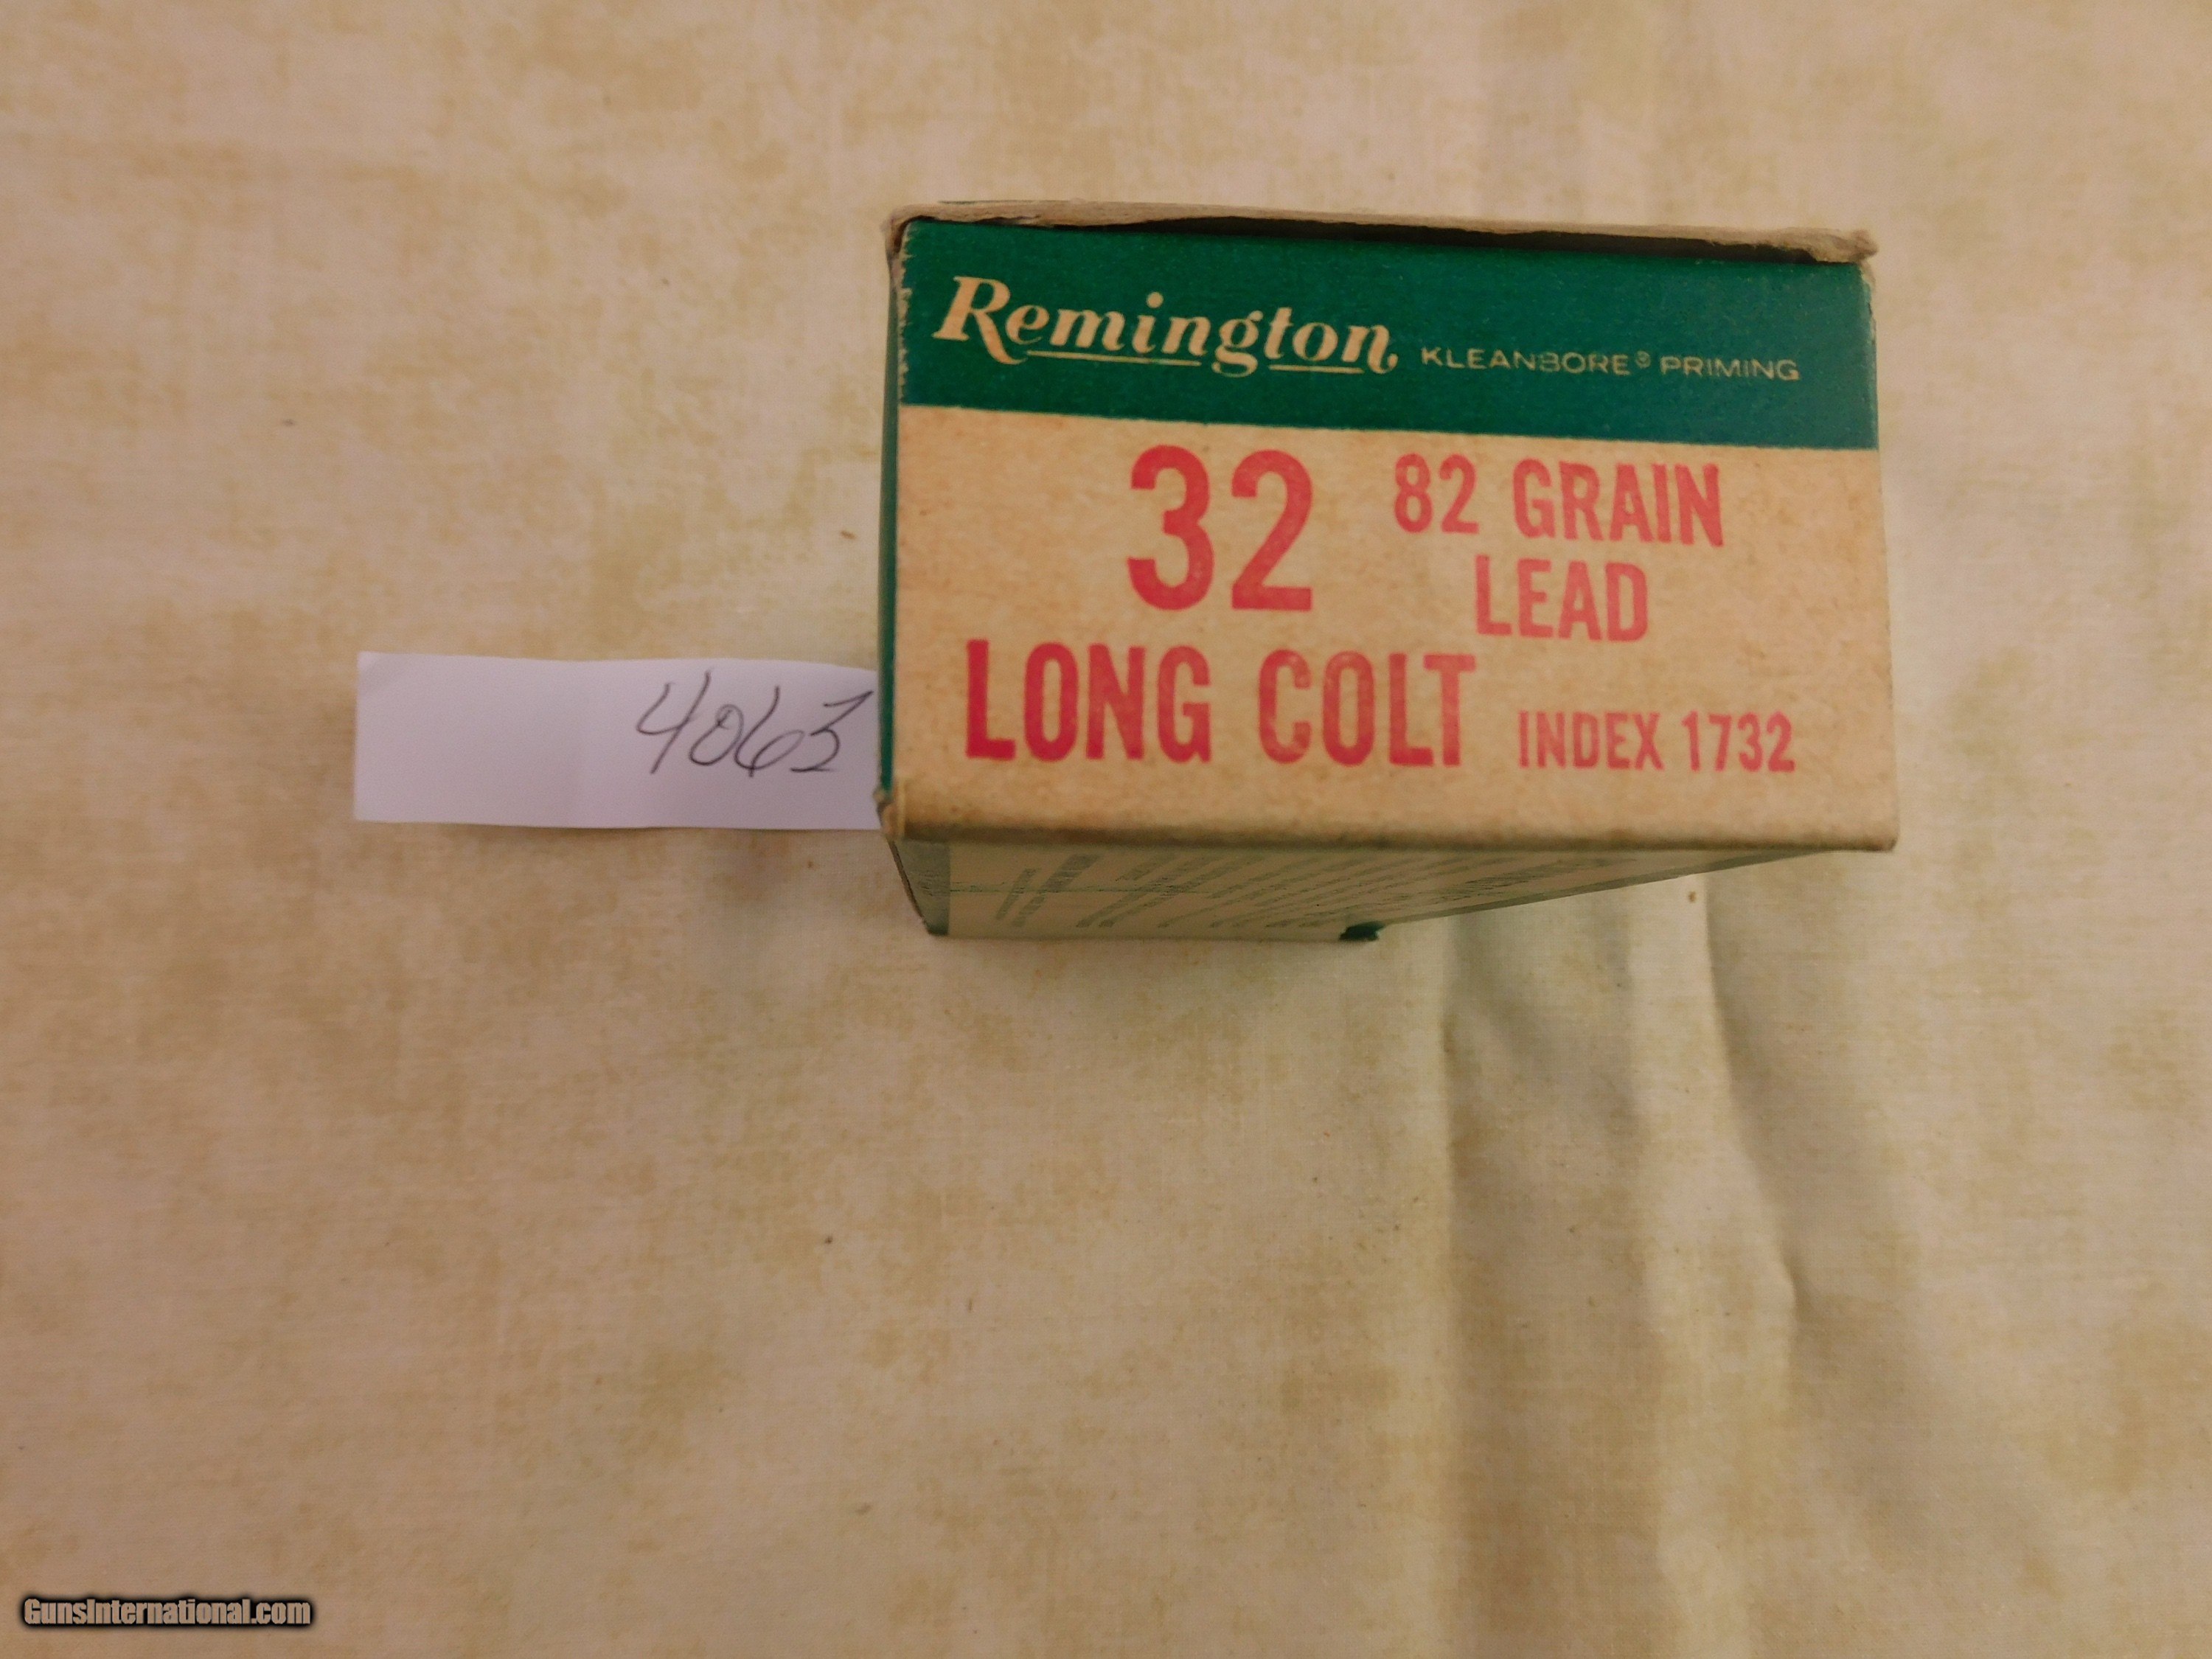 Remington KLEANBORE® PRIMING
32 82 GRAIN
LEAD
LONG COLT INDEX 1732
4063
GunsInternational.com